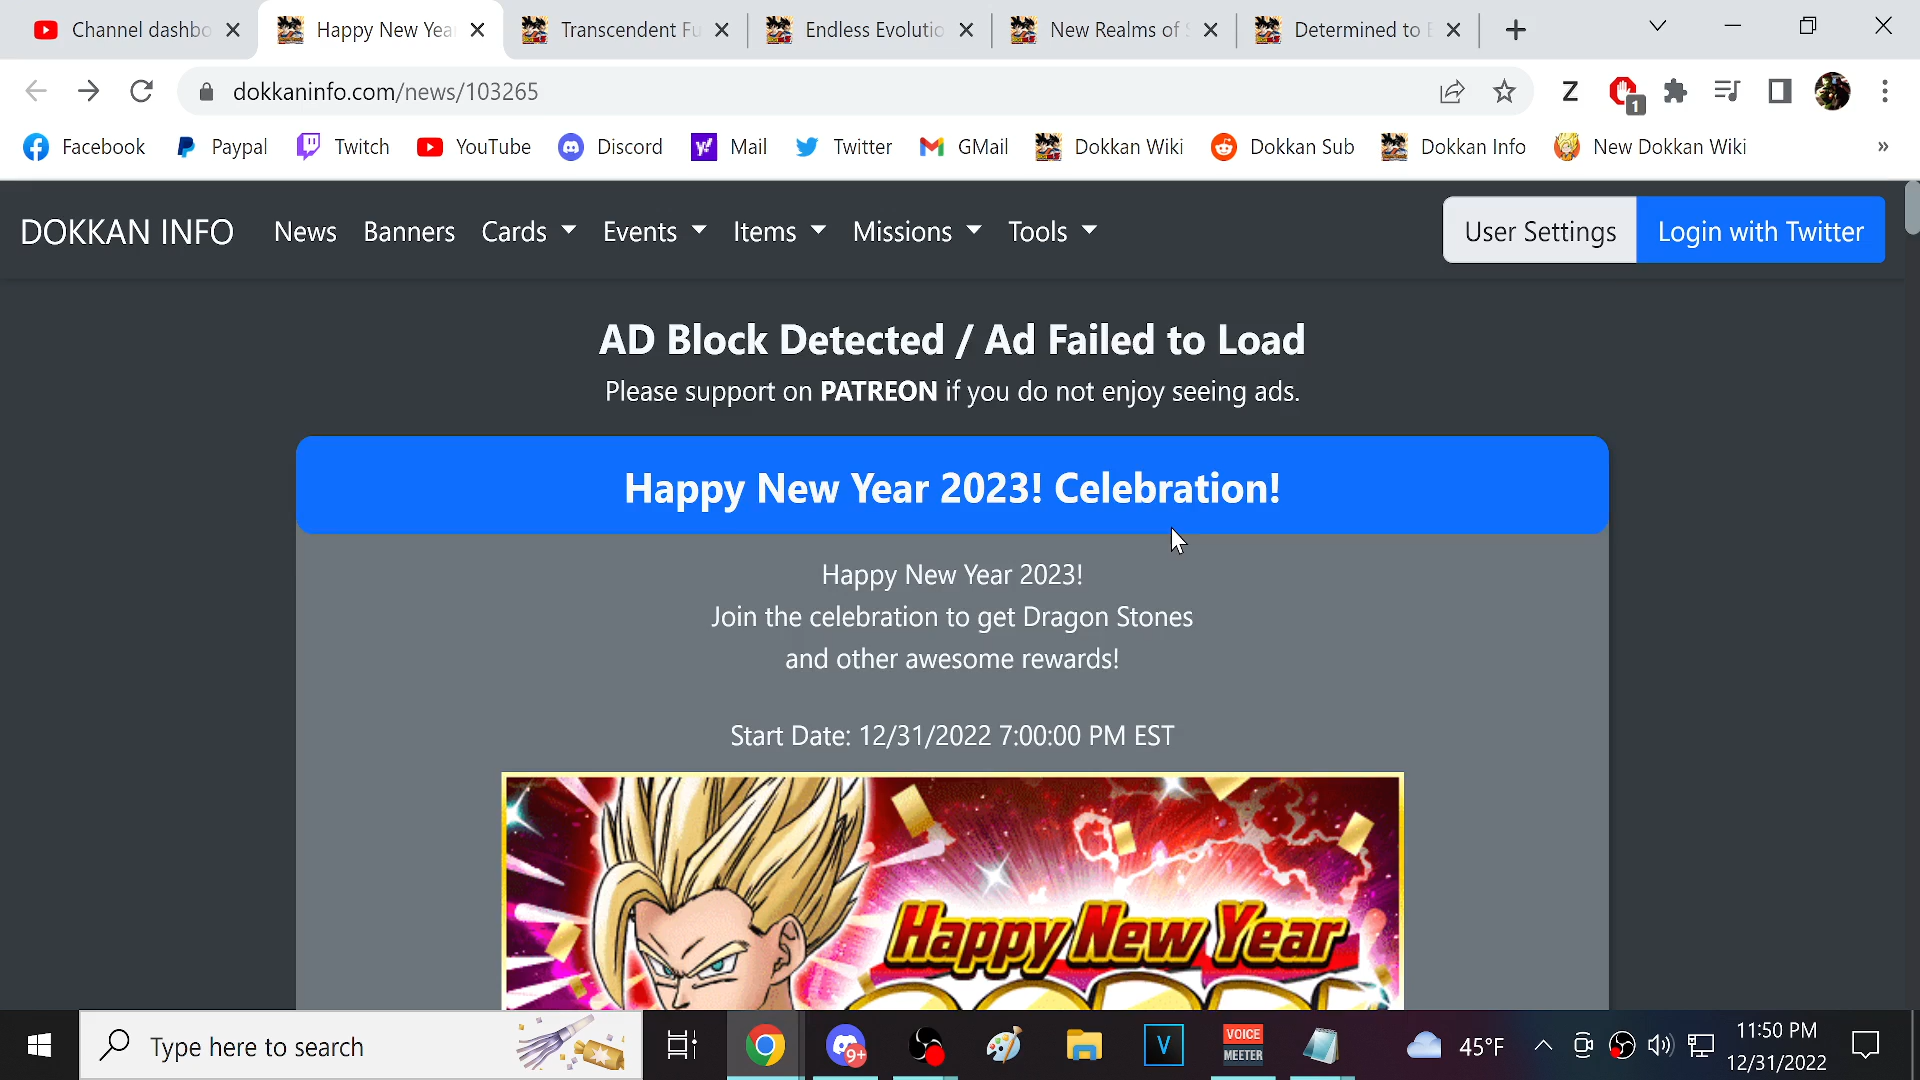 Channel dashbo
Happy New Yea
Transcendent Fu
Endless Evolutio
New Realms of S
Determined to E
dokkaninfo.com/news/103265
Z
1
Facebook
Paypal
Twitch
YouTube
Discord
Mail
Twitter
GMail
Dokkan Wiki
Dokkan Sub
Dokkan Info
New Dokkan Wiki
»
DOKKAN INFO
News
Banners
Cards
Events
Items
Missions
Tools
User Settings
Login with Twitter
AD Block Detected / Ad Failed to Load
Please support on PATREON if you do not enjoy seeing ads.
Happy New Year 2023! Celebration!
Happy New Year 2023!
Join the celebration to get Dragon Stones
and other awesome rewards!
Start Date: 12/31/2022 7:00:00 PM EST
Happy New Year
Type here to search
9+
V
VOICE
MEETER
45°F
11:50 PM
12/31/2022